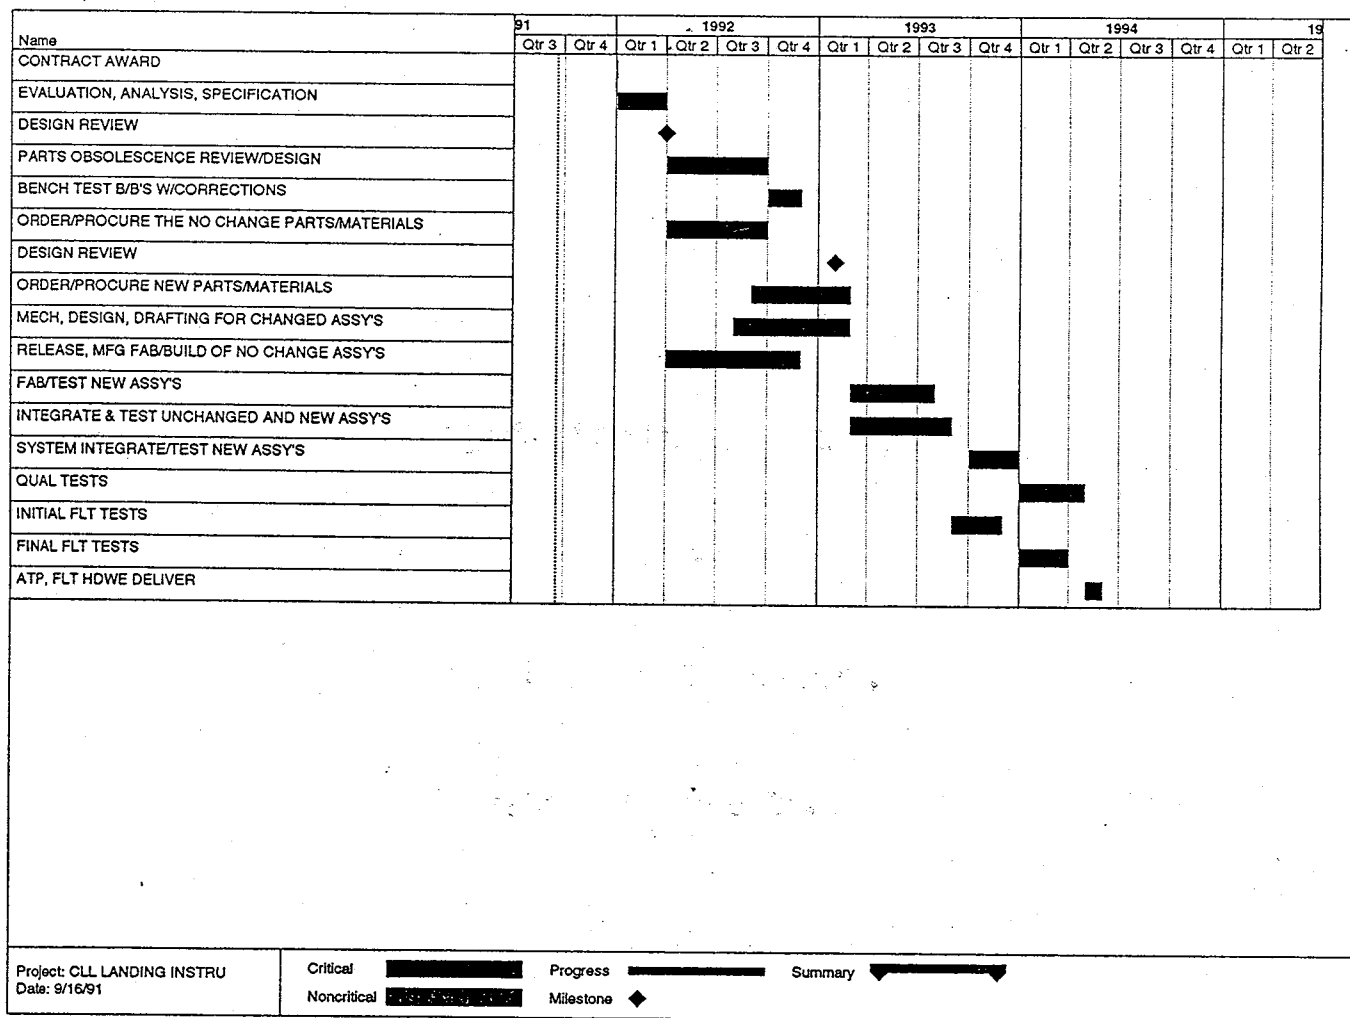 91 1992 1993 1994 19
Name Qtr 3 Qtr 4 Qtr 1 Qtr 2 Qtr 3 Qtr 4 Qtr 1 Qtr 2 Qtr 3 Qtr 4 Qtr 1 Qtr 2 Qtr 3 Qtr 4 Qtr 1 Qtr 2
CONTRACT AWARD
EVALUATION, ANALYSIS, SPECIFICATION
DESIGN REVIEW
PARTS OBSOLESCENCE REVIEW/DESIGN
BENCH TEST B/B'S W/CORRECTIONS
ORDER/PROCURE THE NO CHANGE PARTS/MATERIALS
DESIGN REVIEW
ORDER/PROCURE NEW PARTS/MATERIALS
MECH, DESIGN, DRAFTING FOR CHANGED ASSY'S
RELEASE, MFG FAB/BUILD OF NO CHANGE ASSY'S
FAB/TEST NEW ASSY'S
INTEGRATE & TEST UNCHANGED AND NEW ASSY'S
SYSTEM INTEGRATE/TEST NEW ASSY'S
QUAL TESTS
INITIAL FLT TESTS
FINAL FLT TESTS
ATP, FLT HDWE DELIVER
Project: CLL LANDING INSTRU
Date: 9/16/91
Critical Progress Summary
Noncritical Milestone